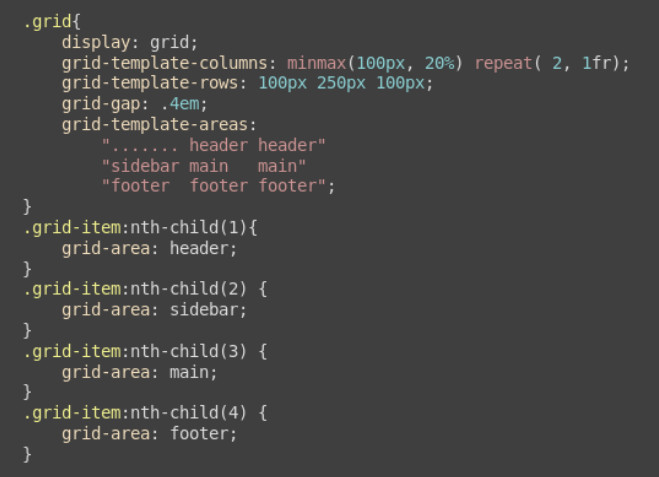 .grid{
    display: grid;
    grid-template-columns: minmax(100px, 20%) repeat( 2, 1fr);
    grid-template-rows: 100px 250px 100px;
    grid-gap: .4em;
    grid-template-areas:
        "....... header header"
        "sidebar main   main"
        "footer  footer footer";
}
.grid-item:nth-child(1){
    grid-area: header;
}
.grid-item:nth-child(2) {
    grid-area: sidebar;
}
.grid-item:nth-child(3) {
    grid-area: main;
}
.grid-item:nth-child(4) {
    grid-area: footer;
}